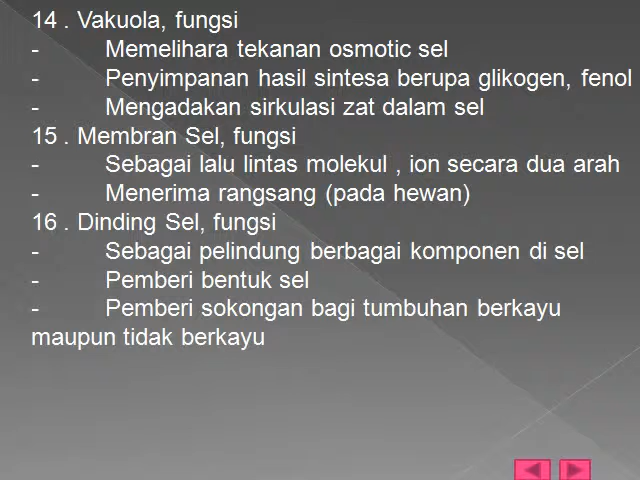 14 . Vakuola, fungsi
- Memelihara tekanan osmotic sel
- Penyimpanan hasil sintesa berupa glikogen, fenol
- Mengadakan sirkulasi zat dalam sel
15 . Membran Sel, fungsi
- Sebagai lalu lintas molekul , ion secara dua arah
- Menerima rangsang (pada hewan)
16 . Dinding Sel, fungsi
- Sebagai pelindung berbagai komponen di sel
- Pemberi bentuk sel
- Pemberi sokongan bagi tumbuhan berkayu
maupun tidak berkayu